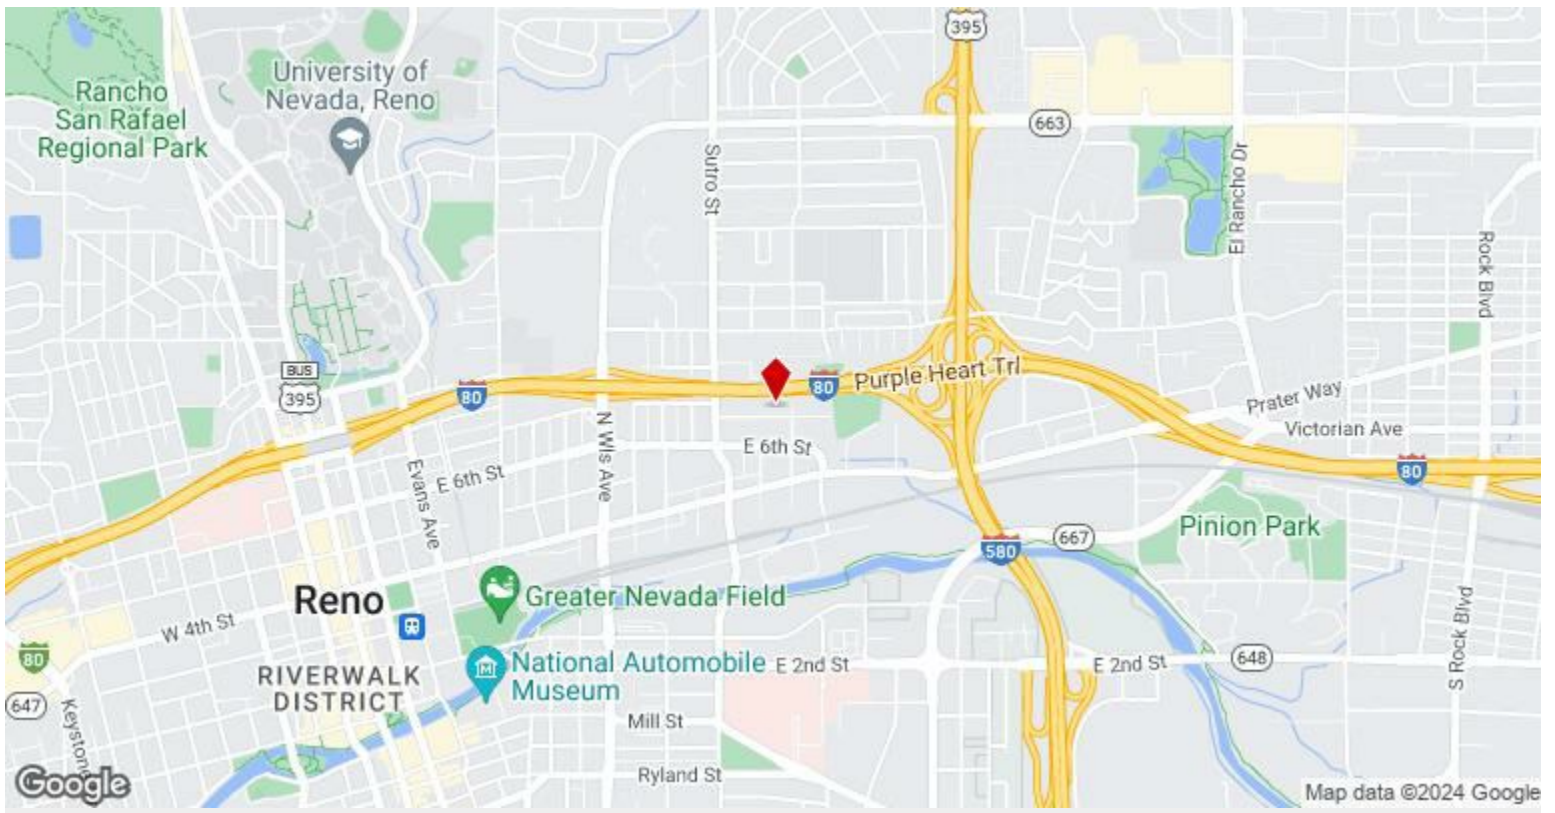 395
University of
Nevada, Reno
Rancho
San Rafael
Regional Park
663
Sutro St
El Rancho Dr
Rock Blvd
BUS
395
80
80
Purple Heart Trl
Prater Way
Victorian Ave
N Wls Ave
E 6th St
Evans Ave
E 6th St
80
Pinion Park
667
580
Reno
Greater Nevada Field
W 4th St
80
RIVERWALK
DISTRICT
National Automobile
Museum
E 2nd St
E 2nd St
648
S Rock Blvd
647
Keystone
Mill St
Ryland St
Google
Map data ©2024 Google